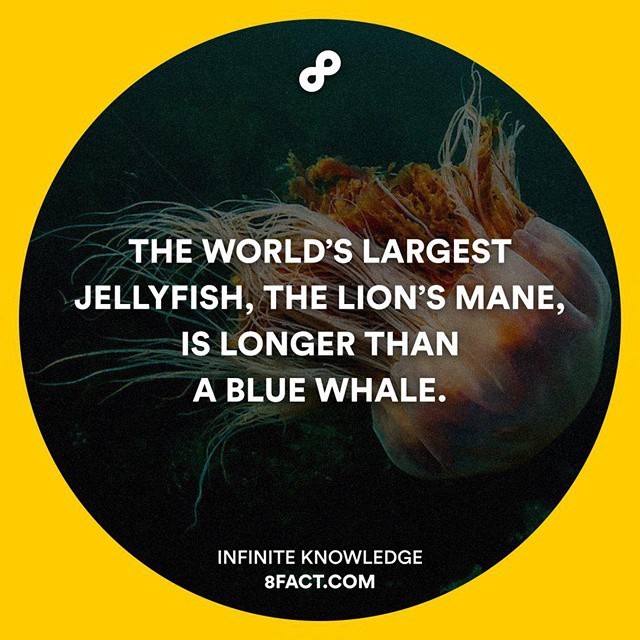 THE WORLD'S LARGEST
JELLYFISH, THE LION'S MANE,
IS LONGER THAN
A BLUE WHALE.
INFINITE KNOWLEDGE
8FACT.COM